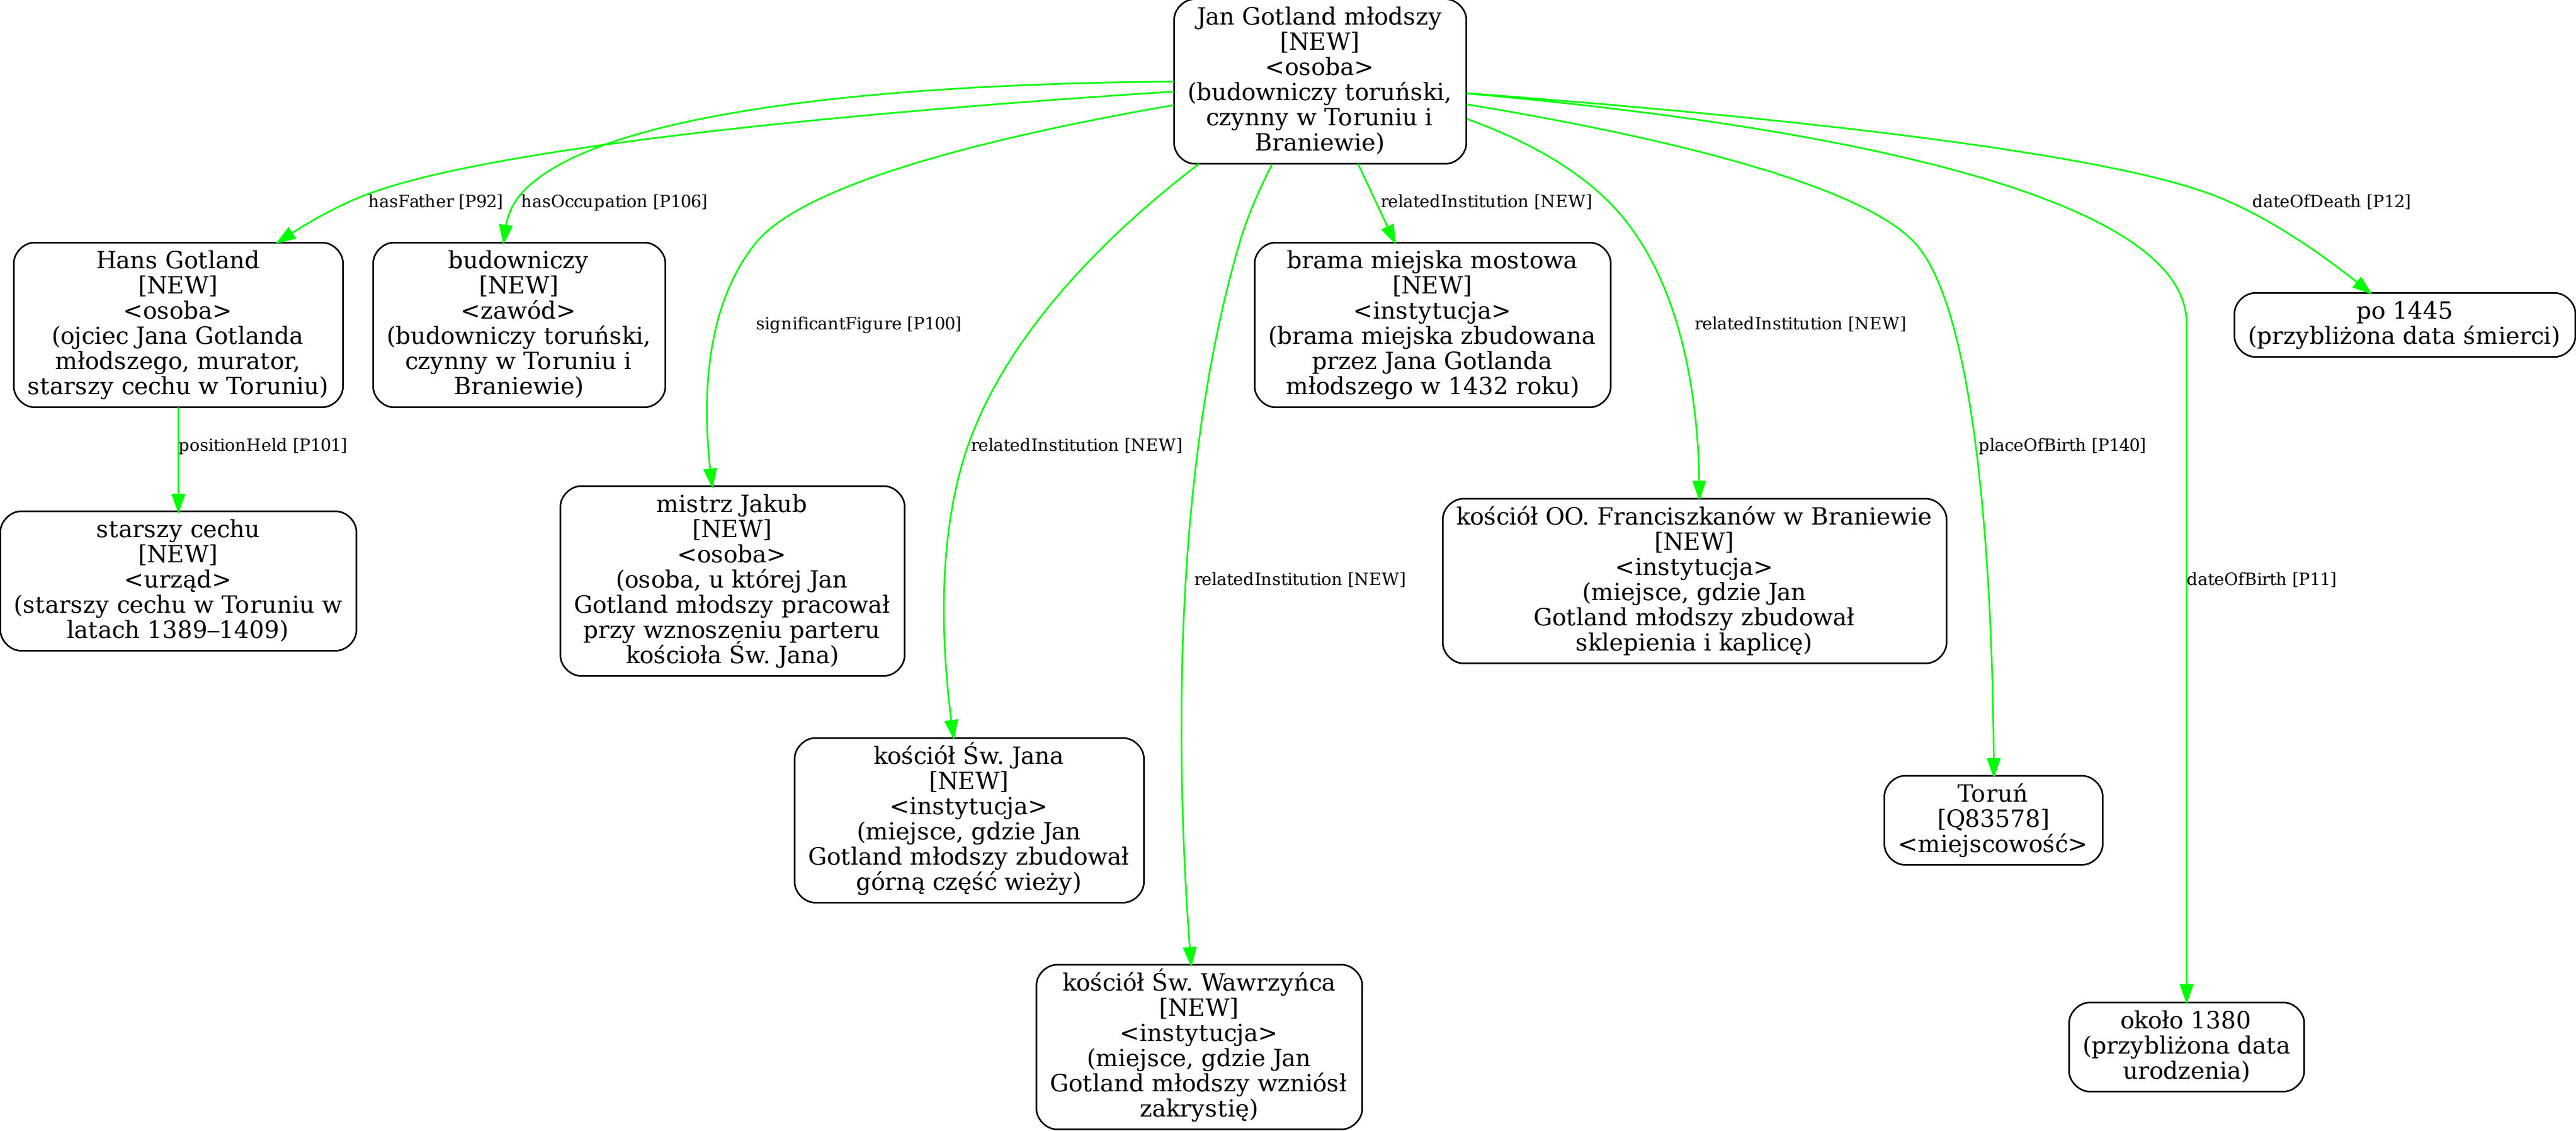 Jan Gotland młodszy
[NEW]
<osoba>
(budowniczy toruński,
czynny w Toruniu i
Braniewie)
hasFather [P92]
hasOccupation [P106]
relatedInstitution [NEW]
dateOfDeath [P12]
Hans Gotland
[NEW]
<osoba>
(ojciec Jana Gotlanda
młodszego, murator,
starszy cechu w Toruniu)
budowniczy
[NEW]
<zawód>
(budowniczy toruński,
czynny w Toruniu i
Braniewie)
significantFigure [P100]
brama miejska mostowa
[NEW]
<instytucja>
(brama miejska zbudowana
przez Jana Gotlanda
młodszego w 1432 roku)
relatedInstitution [NEW]
po 1445
(przybliżona data śmierci)
positionHeld [P101]
relatedInstitution [NEW]
placeOfBirth [P140]
starszy cechu
[NEW]
<urząd>
(starszy cechu w Toruniu w
latach 1389–1409)
mistrz Jakub
[NEW]
<osoba>
(osoba, u której Jan
Gotland młodszy pracował
przy wznoszeniu parteru
kościoła Św. Jana)
relatedInstitution [NEW]
kościół OO. Franciszkanów w Braniewie
[NEW]
<instytucja>
(miejsce, gdzie Jan
Gotland młodszy zbudował
sklepienia i kaplicę)
dateOfBirth [P11]
kościół Św. Jana
[NEW]
<instytucja>
(miejsce, gdzie Jan
Gotland młodszy zbudował
górną część wieży)
Toruń
[Q83578]
<miejscowość>
kościół Św. Wawrzyńca
[NEW]
<instytucja>
(miejsce, gdzie Jan
Gotland młodszy wzniósł
zakrystię)
około 1380
(przybliżona data
urodzenia)